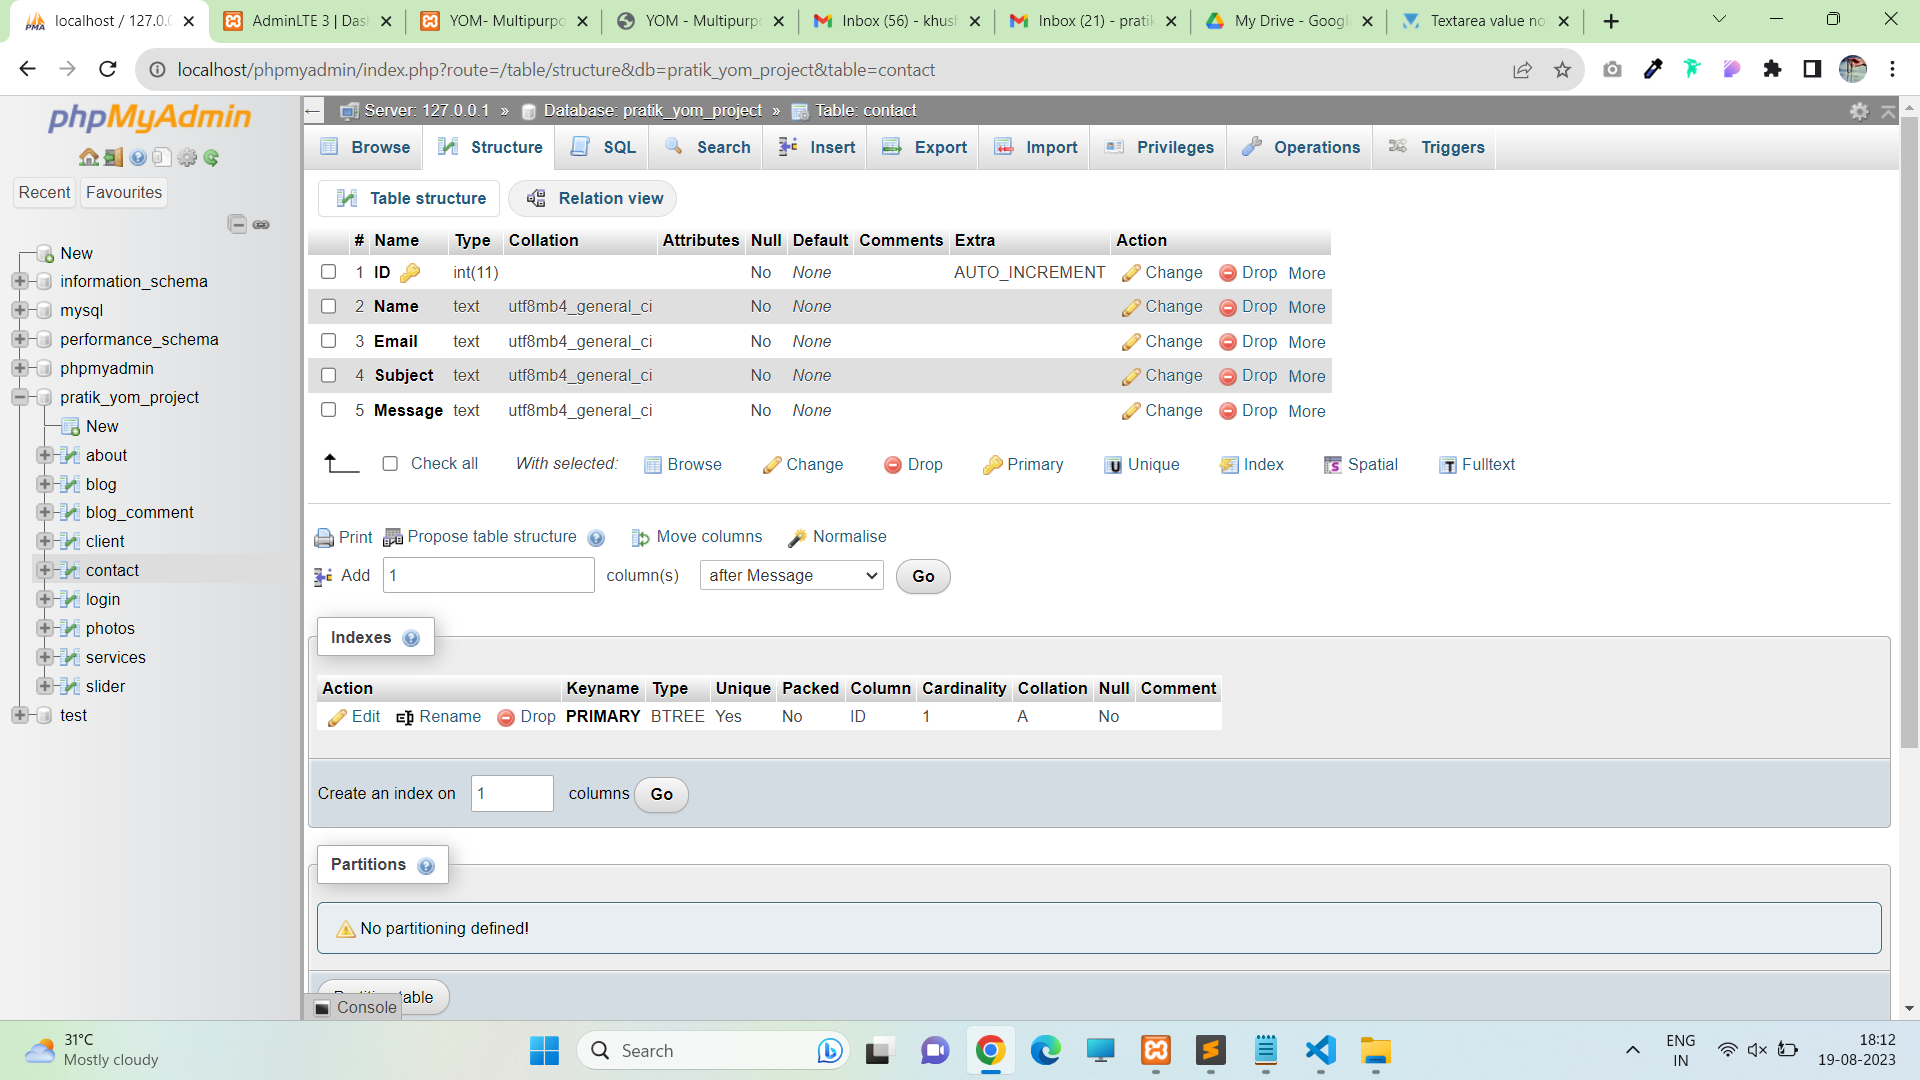 localhost / 127.0.0
AdminLTE 3 | Das
YOM- Multipurpo
YOM - Multipurp
Inbox (56) - khush
Inbox (21) - pratik
My Drive - Google
Textarea value no
localhost/phpmyadmin/index.php?route=/table/structure&db=pratik_yom_project&table=contact
phpMyAdmin
Recent Favourites
New
information_schema
mysql
performance_schema
phpmyadmin
pratik_yom_project
New
about
blog
blog_comment
client
contact
login
photos
services
slider
test
Server: 127.0.0.1 » Database: pratik_yom_project » Table: contact
Browse Structure SQL Search Insert Export Import Privileges Operations Triggers
Table structure Relation view
# Name Type Collation Attributes Null Default Comments Extra Action
1 ID int(11) No None AUTO_INCREMENT Change Drop More
2 Name text utf8mb4_general_ci No None Change Drop More
3 Email text utf8mb4_general_ci No None Change Drop More
4 Subject text utf8mb4_general_ci No None Change Drop More
5 Message text utf8mb4_general_ci No None Change Drop More
Check all With selected: Browse Change Drop Primary Unique Index Spatial Fulltext
Print Propose table structure Move columns Normalise
Add 1 column(s) after Message Go
Indexes
Action Keyname Type Unique Packed Column Cardinality Collation Null Comment
Edit Rename Drop PRIMARY BTREE Yes No ID 1 A No
Create an index on 1 columns Go
Partitions
No partitioning defined!
table
Console
31°C
Mostly cloudy
Search
ENG
IN
18:12
19-08-2023